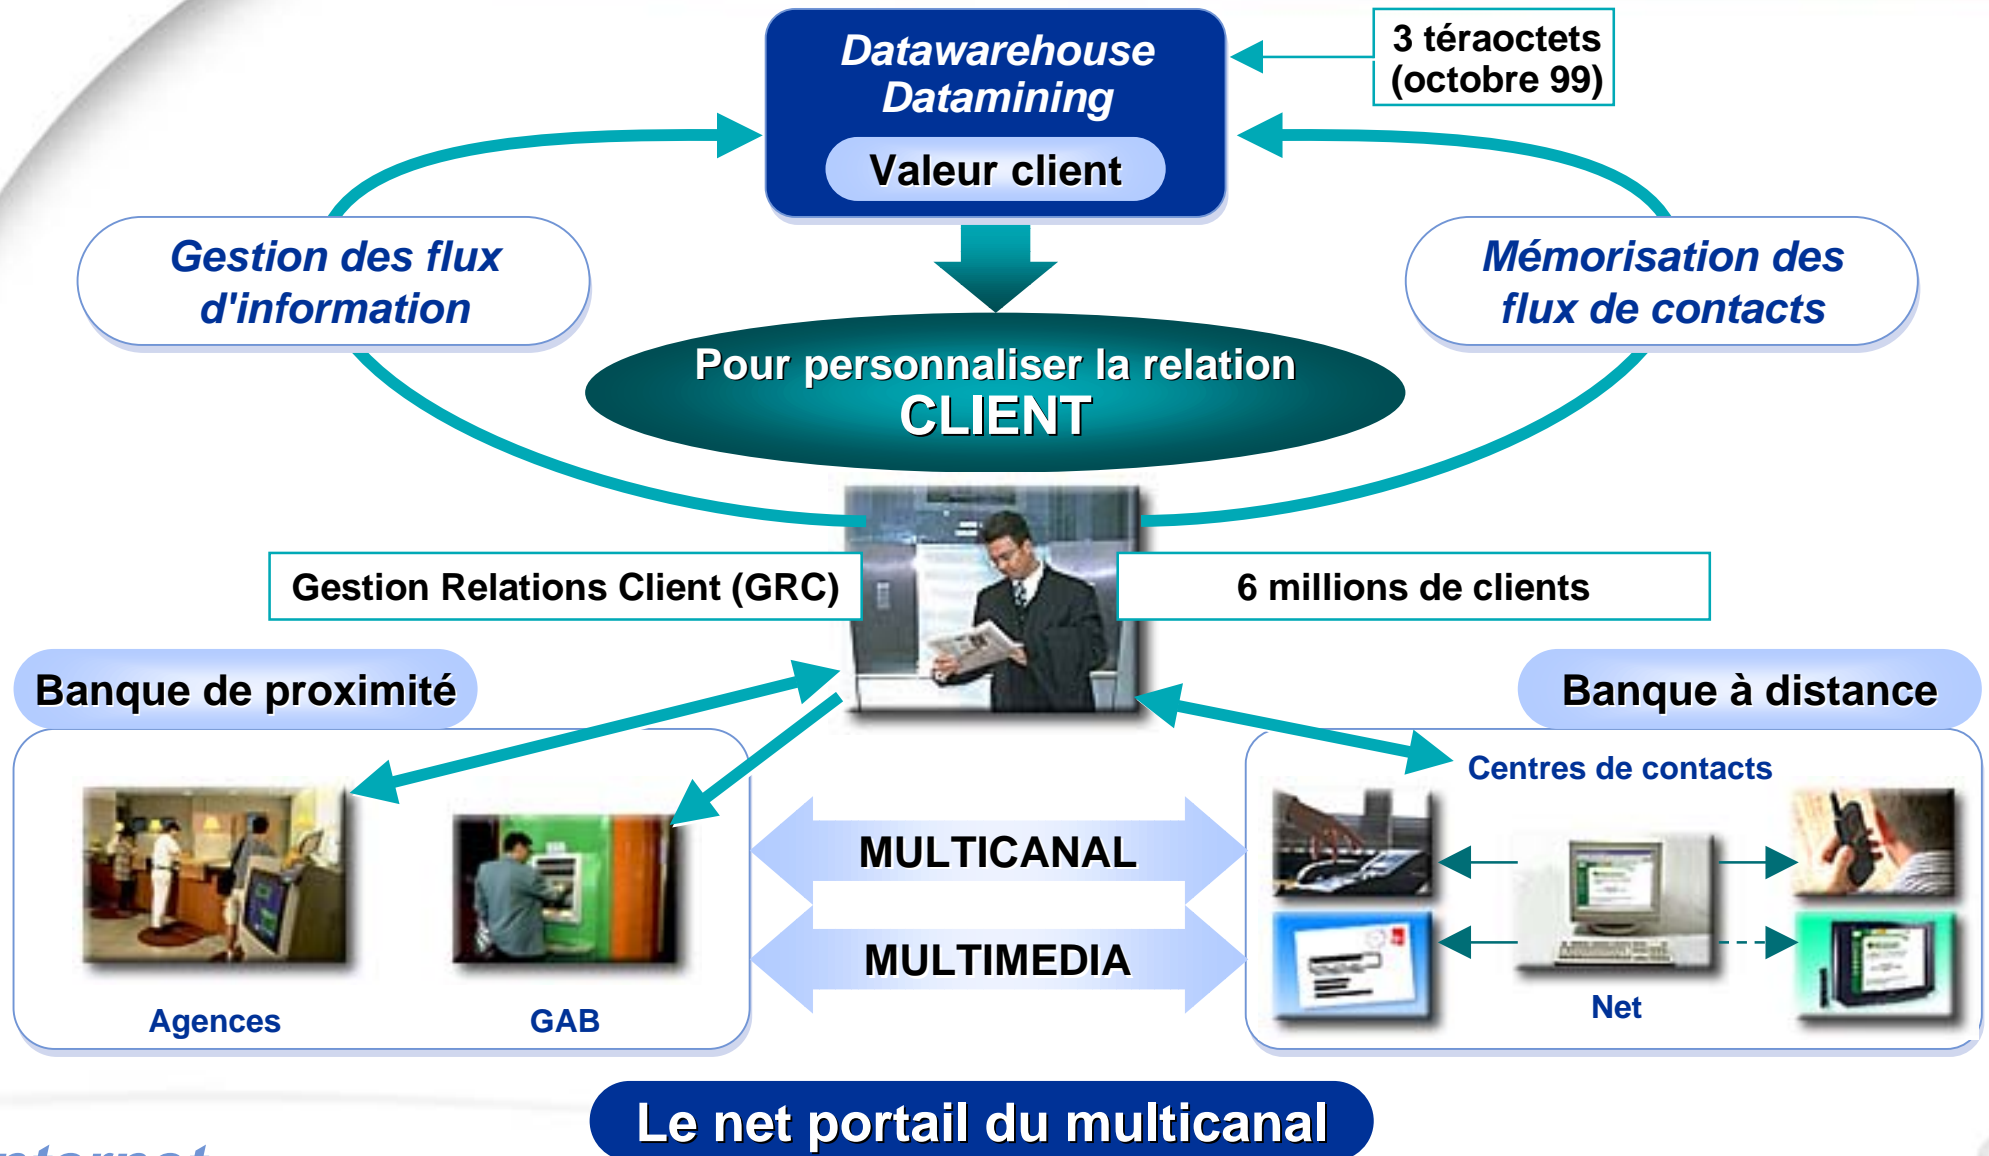 Datawarehouse
Datamining
Valeur client
3 téraoctets
(octobre 99)
Gestion des flux
d'information
Mémorisation des
flux de contacts
Pour personnaliser la relation
CLIENT
Gestion Relations Client (GRC)
6 millions de clients
Banque de proximité
Banque à distance
Centres de contacts
MULTICANAL
MULTIMEDIA
Agences
GAB
Net
Le net portail du multicanal